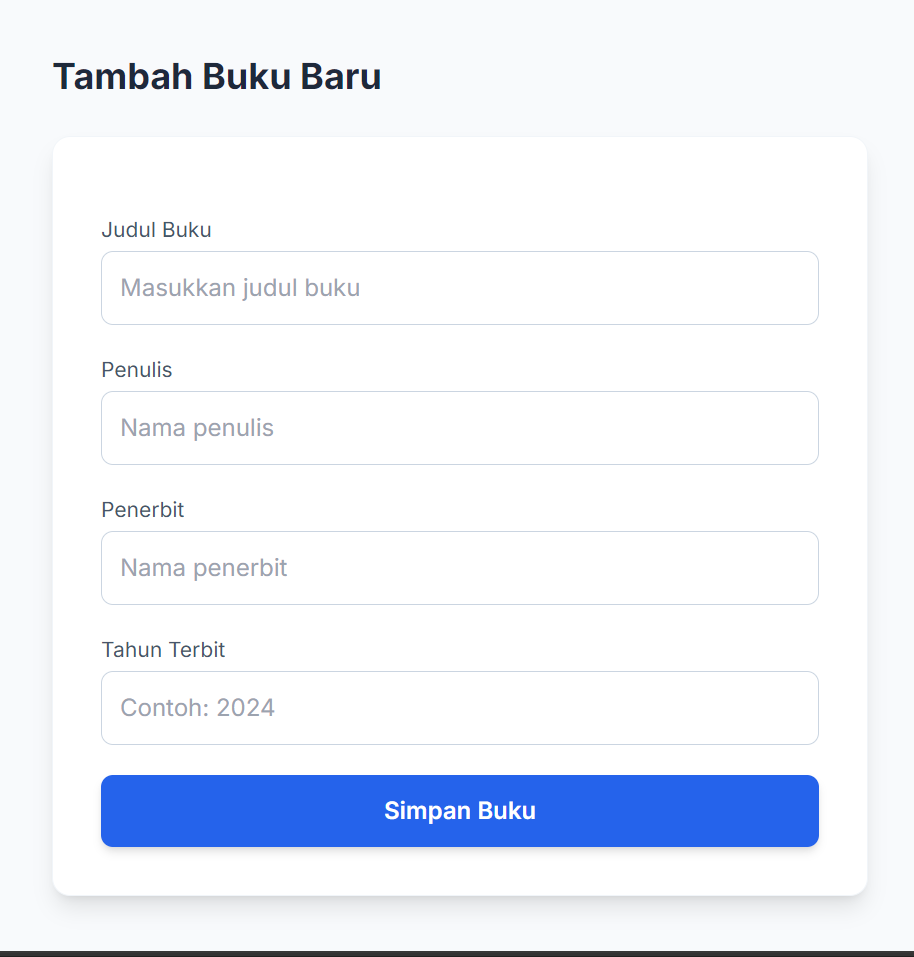 Tambah Buku Baru
Judul Buku
Masukkan judul buku
Penulis
Nama penulis
Penerbit
Nama penerbit
Tahun Terbit
Contoh: 2024
Simpan Buku